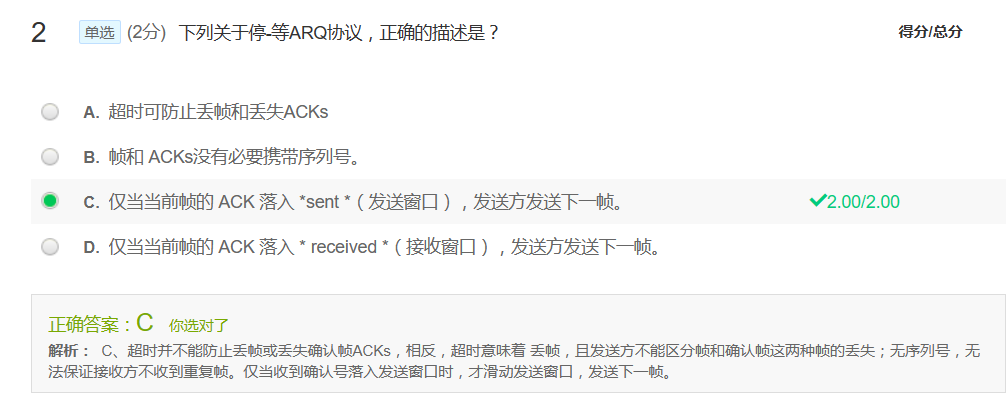 2 单选 (2分) 下列关于停-等ARQ协议，正确的描述是？ 得分/总分
A. 超时可防止丢帧和丢失ACKs
B. 帧和 ACKs没有必要携带序列号。
C. 仅当当前帧的 ACK 落入 *sent *（发送窗口），发送方发送下一帧。 2.00/2.00
D. 仅当当前帧的 ACK 落入 * received *（接收窗口），发送方发送下一帧。
正确答案：C 你选对了
解析： C、超时并不能防止丢帧或丢失确认帧ACKs，相反，超时意味着 丢帧，且发送方不能区分帧和确认帧这两种帧的丢失；无序列号，无
法保证接收方不收到重复帧。仅当收到确认号落入发送窗口时，才滑动发送窗口，发送下一帧。